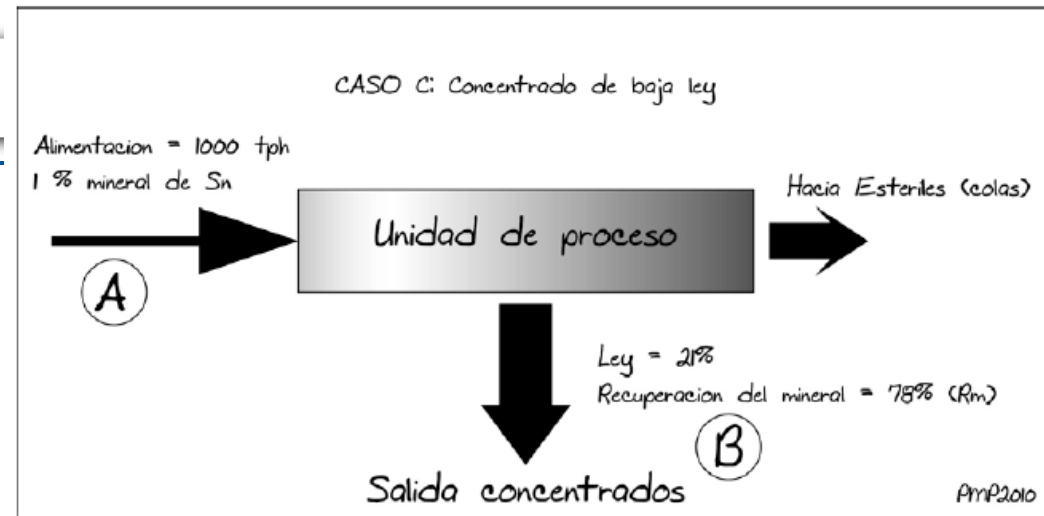 CASO C: Concentrado de baja ley
Alimentacion = 1000 tph
1 % mineral de Sn
Hacia Esteriles (colas)
Unidad de proceso
A
Ley = 21%
Recuperacion del mineral = 78% (Rm)
B
Salida concentrados
PMP2010